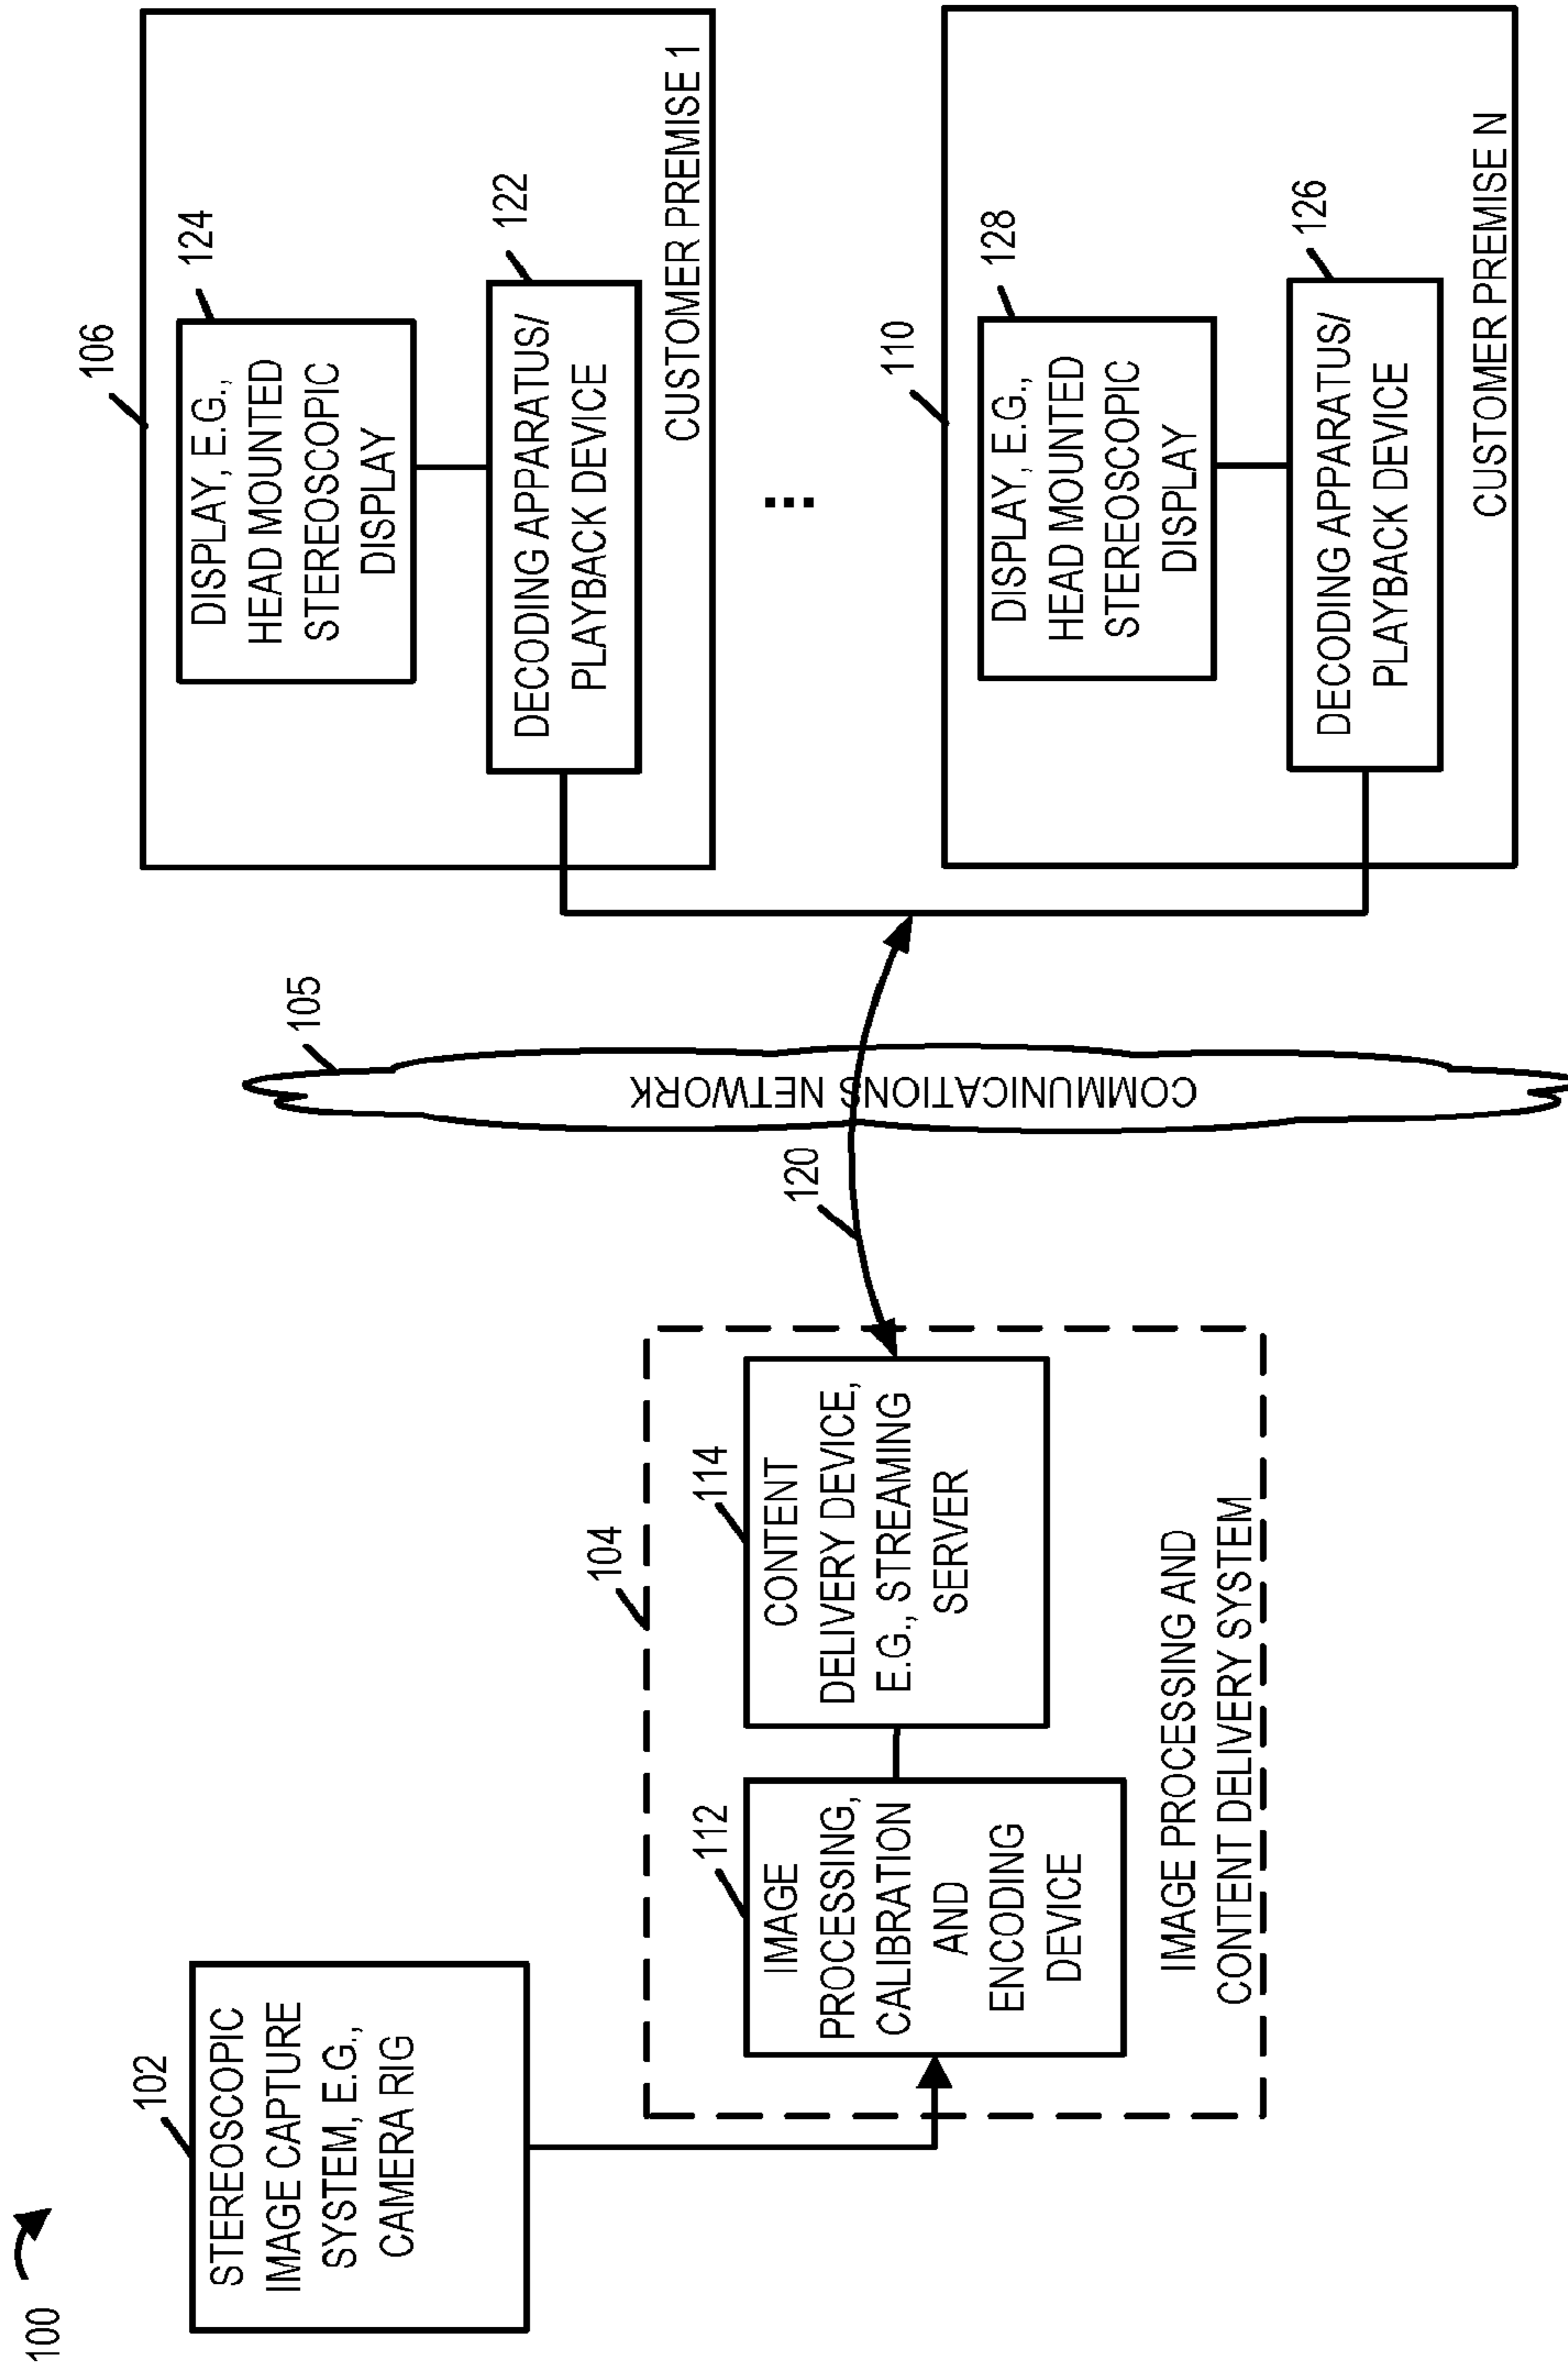 100
102
STEREOSCOPIC
IMAGE CAPTURE
SYSTEM, E.G.,
CAMERA RIG
104
112
IMAGE
PROCESSING,
CALIBRATION
AND
ENCODING
DEVICE
114
CONTENT
DELIVERY DEVICE,
E.G., STREAMING
SERVER
IMAGE PROCESSING AND
CONTENT DELIVERY SYSTEM
120
105
COMMUNICATIONS NETWORK
106
124
DISPLAY, E.G.,
HEAD MOUNTED
STEREOSCOPIC
DISPLAY
122
DECODING APPARATUS/
PLAYBACK DEVICE
CUSTOMER PREMISE 1
...
110
128
DISPLAY, E.G.,
HEAD MOUNTED
STEREOSCOPIC
DISPLAY
126
DECODING APPARATUS/
PLAYBACK DEVICE
CUSTOMER PREMISE N